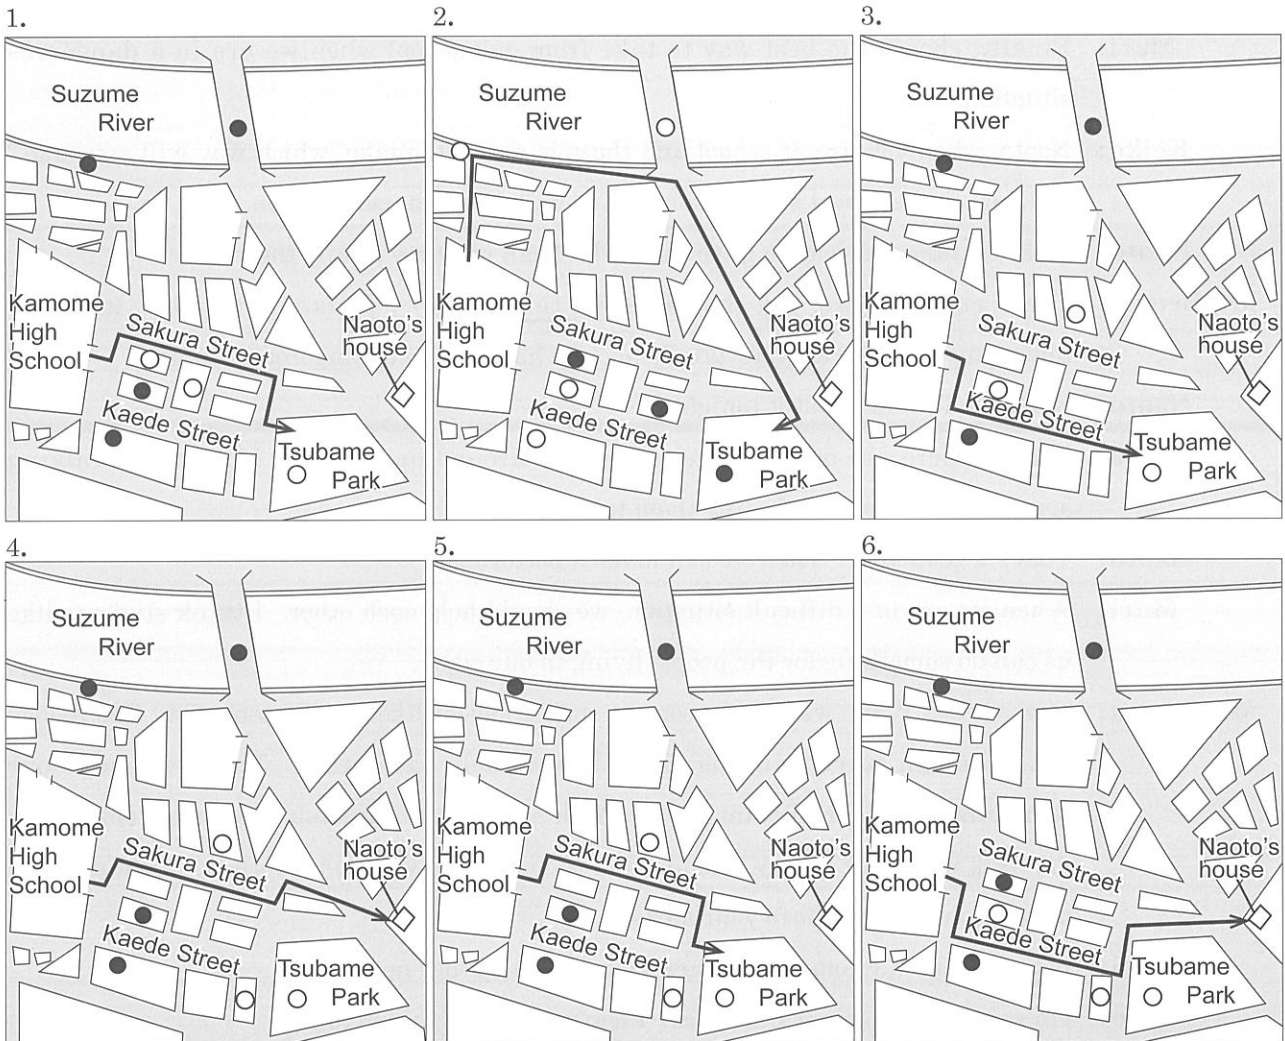 1.
Suzume
River
Kamome
High
School
Sakura Street
Naoto's
house
Kaede Street
Tsubame
Park
2.
Suzume
River
Kamome
High
School
Sakura Street
Naoto's
house
Kaede Street
Tsubame
Park
3.
Suzume
River
Kamome
High
School
Sakura Street
Naoto's
house
Kaede Street
Tsubame
Park
4.
Suzume
River
Kamome
High
School
Sakura Street
Naoto's
house
Kaede Street
Tsubame
Park
5.
Suzume
River
Kamome
High
School
Sakura Street
Naoto's
house
Kaede Street
Tsubame
Park
6.
Suzume
River
Kamome
High
School
Sakura Street
Naoto's
house
Kaede Street
Tsubame
Park